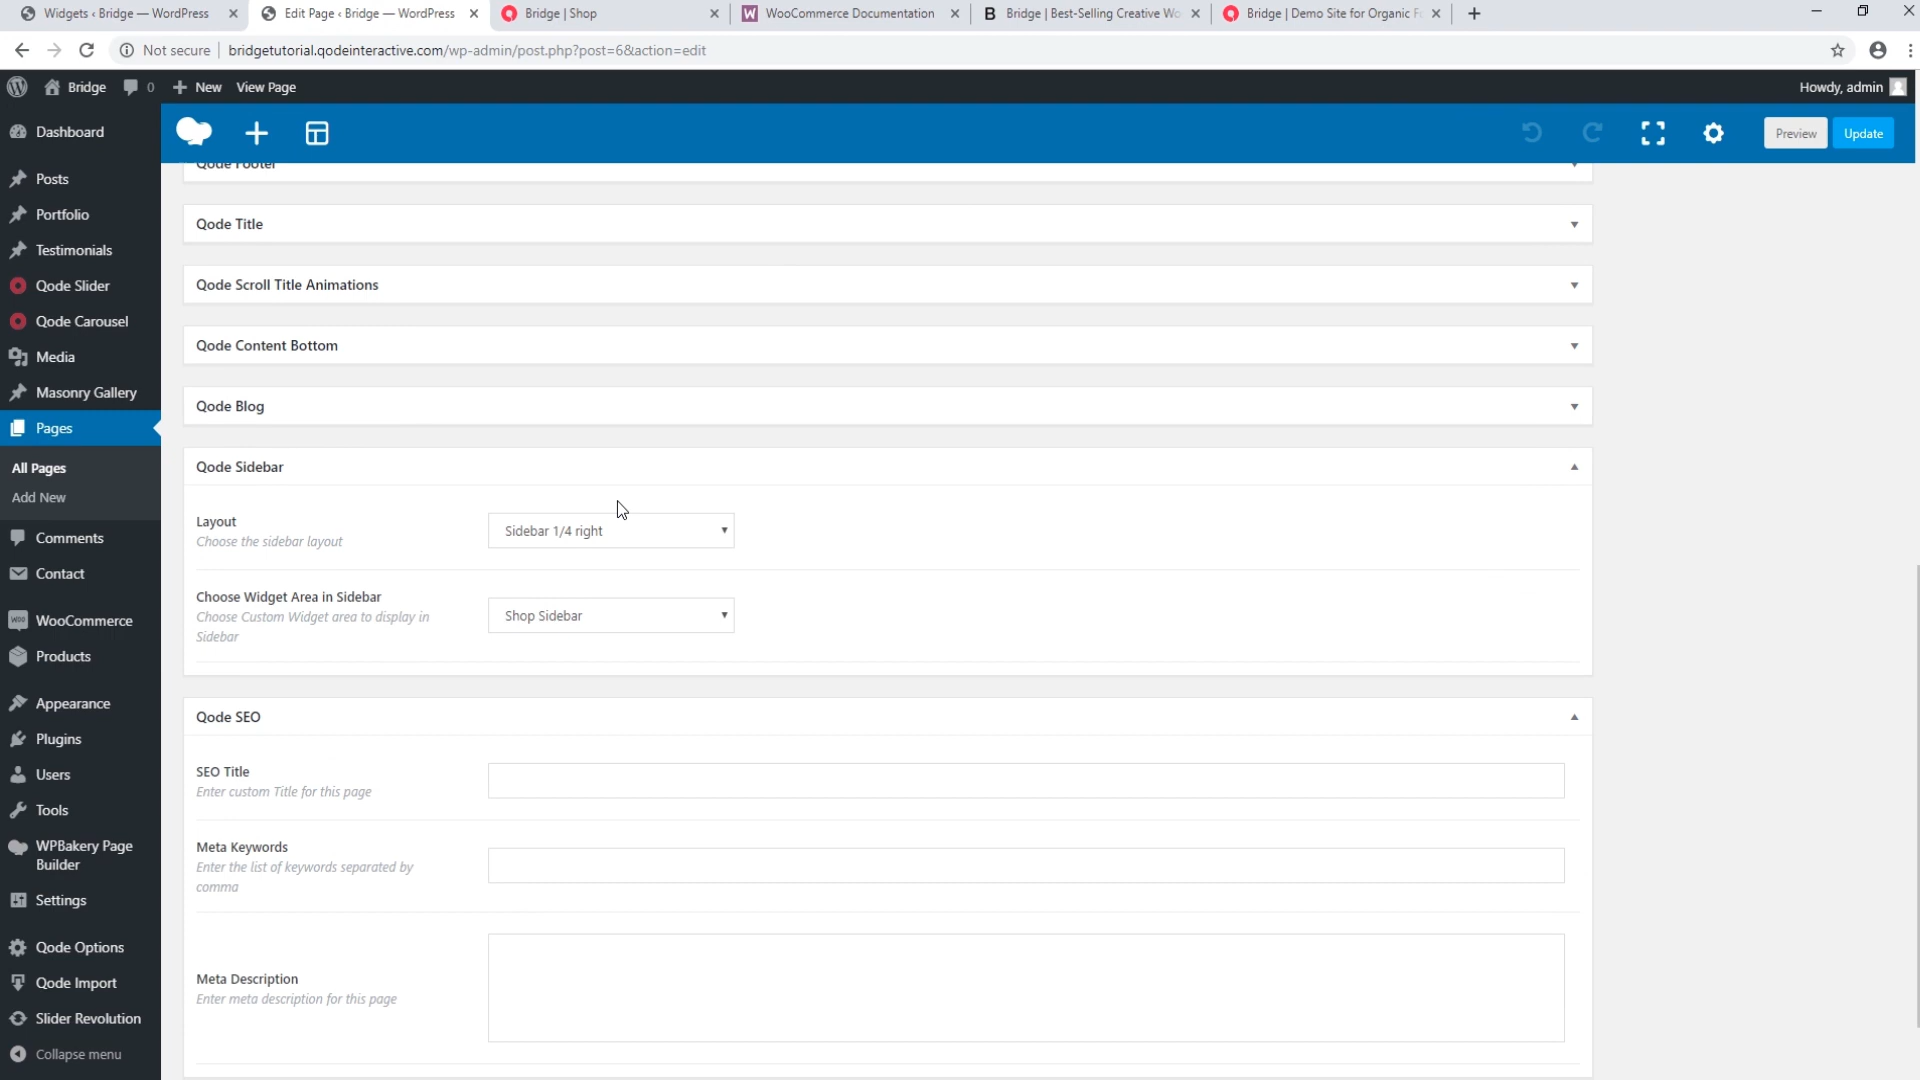 Widgets ‹ Bridge — WordPress
Edit Page ‹ Bridge — WordPress
Bridge | Shop
WooCommerce Documentation
B Bridge | Best-Selling Creative Wo
Bridge | Demo Site for Organic F
Not secure | bridgetutorial.qodeinteractive.com/wp-admin/post.php?post=6&action=edit
Bridge 0 New View Page
Howdy, admin
Preview
Update
Dashboard
Posts
Portfolio
Testimonials
Qode Slider
Qode Carousel
Media
Masonry Gallery
Pages
All Pages
Add New
Comments
Contact
WooCommerce
Products
Appearance
Plugins
Users
Tools
WPBakery Page
Builder
Settings
Qode Options
Qode Import
Slider Revolution
Collapse menu
Qode Footer
Qode Title
Qode Scroll Title Animations
Qode Content Bottom
Qode Blog
Qode Sidebar
Layout
Choose the sidebar layout
Sidebar 1/4 right
Choose Widget Area in Sidebar
Choose Custom Widget area to display in
Sidebar
Shop Sidebar
Qode SEO
SEO Title
Enter custom Title for this page
Meta Keywords
Enter the list of keywords separated by
comma
Meta Description
Enter meta description for this page